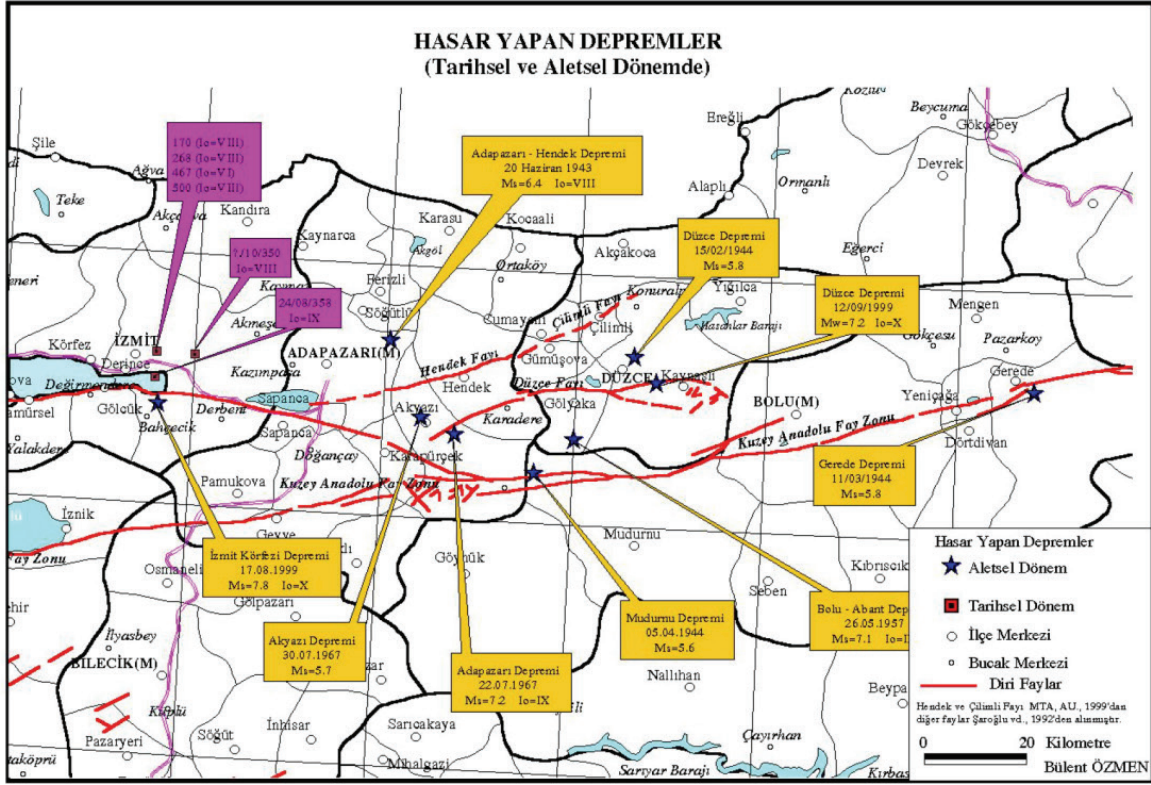 HASAR YAPAN DEPREMLER
(Tarihsel ve Aletsel Dönemde)
Şile
Ağva
Teke
Akçaova
Kandıra
170 (Io=VIII)
268 (Io=VIII)
467 (Io=VI)
500 (Io=VIII)
?/10/350
Io=VIII
24/08/358
Io=IX
Kaynarca
Karasu
Kocaali
Akgöl
Ortaköy
Adapazarı - Hendek Depremi
20 Haziran 1943
Ms=6.4 Io=VIII
Ereğli
Alaplı
Ormanlı
Beycuma
Gökçebey
Devrek
Akçakoca
Eğerci
Düzce Depremi
15/02/1944
Ms=5.8
Düzce Depremi
12/09/1999
Mw=7.2 Io=X
Ferizli
Söğütlü
Akmeşe
Konuralp
Yığılca
Hasanlar Barajı
Çilimli Fayı
Çilimli
Cumayeri
Gümüşova
Mengen
Gökçesu
Pazarkoy
Gerede
Körfez
İZMİT
Derince
Değirmendere
Gölcük
Bahçecik
Derbent
Kazımpaşa
ADAPAZARI(M)
Sapanca
Sapanca
Hendek Fayı
Hendek
Düzce Fayı
DÜZCE
Kaynaşlı
Gölyaka
BOLU(M)
Yeniçağa
Dörtdivan
Yalakdere
Akyazı
Karadere
Karapürçek
Doğançay
Kuzey Anadolu Fay Zonu
Kuzey Anadolu Fay Zonu
Pamukova
İznik
Fay Zonu
Geyve
Göynük
Mudurnu
Seben
Kıbrıscık
Gerede Depremi
11/03/1944
Ms=5.8
İzmit Körfezi Depremi
17.08.1999
Ms=7.8 Io=X
Osmaneli
Gölpazarı
Akyazı Depremi
30.07.1967
Ms=5.7
Adapazarı Depremi
22.07.1967
Ms=7.2 Io=IX
Mudurnu Depremi
05.04.1944
Ms=5.6
Bolu - Abant Dep
26.05.1957
Ms=7.1
İlyasbey
BİLECİK(M)
Küplü
Pazaryeri
Söğüt
İnhisar
Sarıcakaya
Mihalgazi
Nallıhan
Sarıyar Barajı
Çayırhan
Beypa
Kırbas
Hasar Yapan Depremler
Aletsel Dönem
Tarihsel Dönem
İlçe Merkezi
Bucak Merkezi
Diri Faylar
Hendek ve Çilimli Fayı MTA, AU., 1999'dan
diğer faylar Şaroğlu vd., 1992'den alınmıştır.
0 20 Kilometre
Bülent ÖZMEN